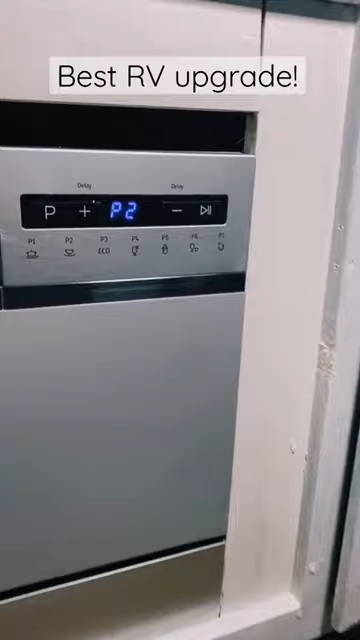 Best RV upgrade!
Delay Delay
P + P2 -
P1 P2 P3 P4 P5 P6 P7
ECO